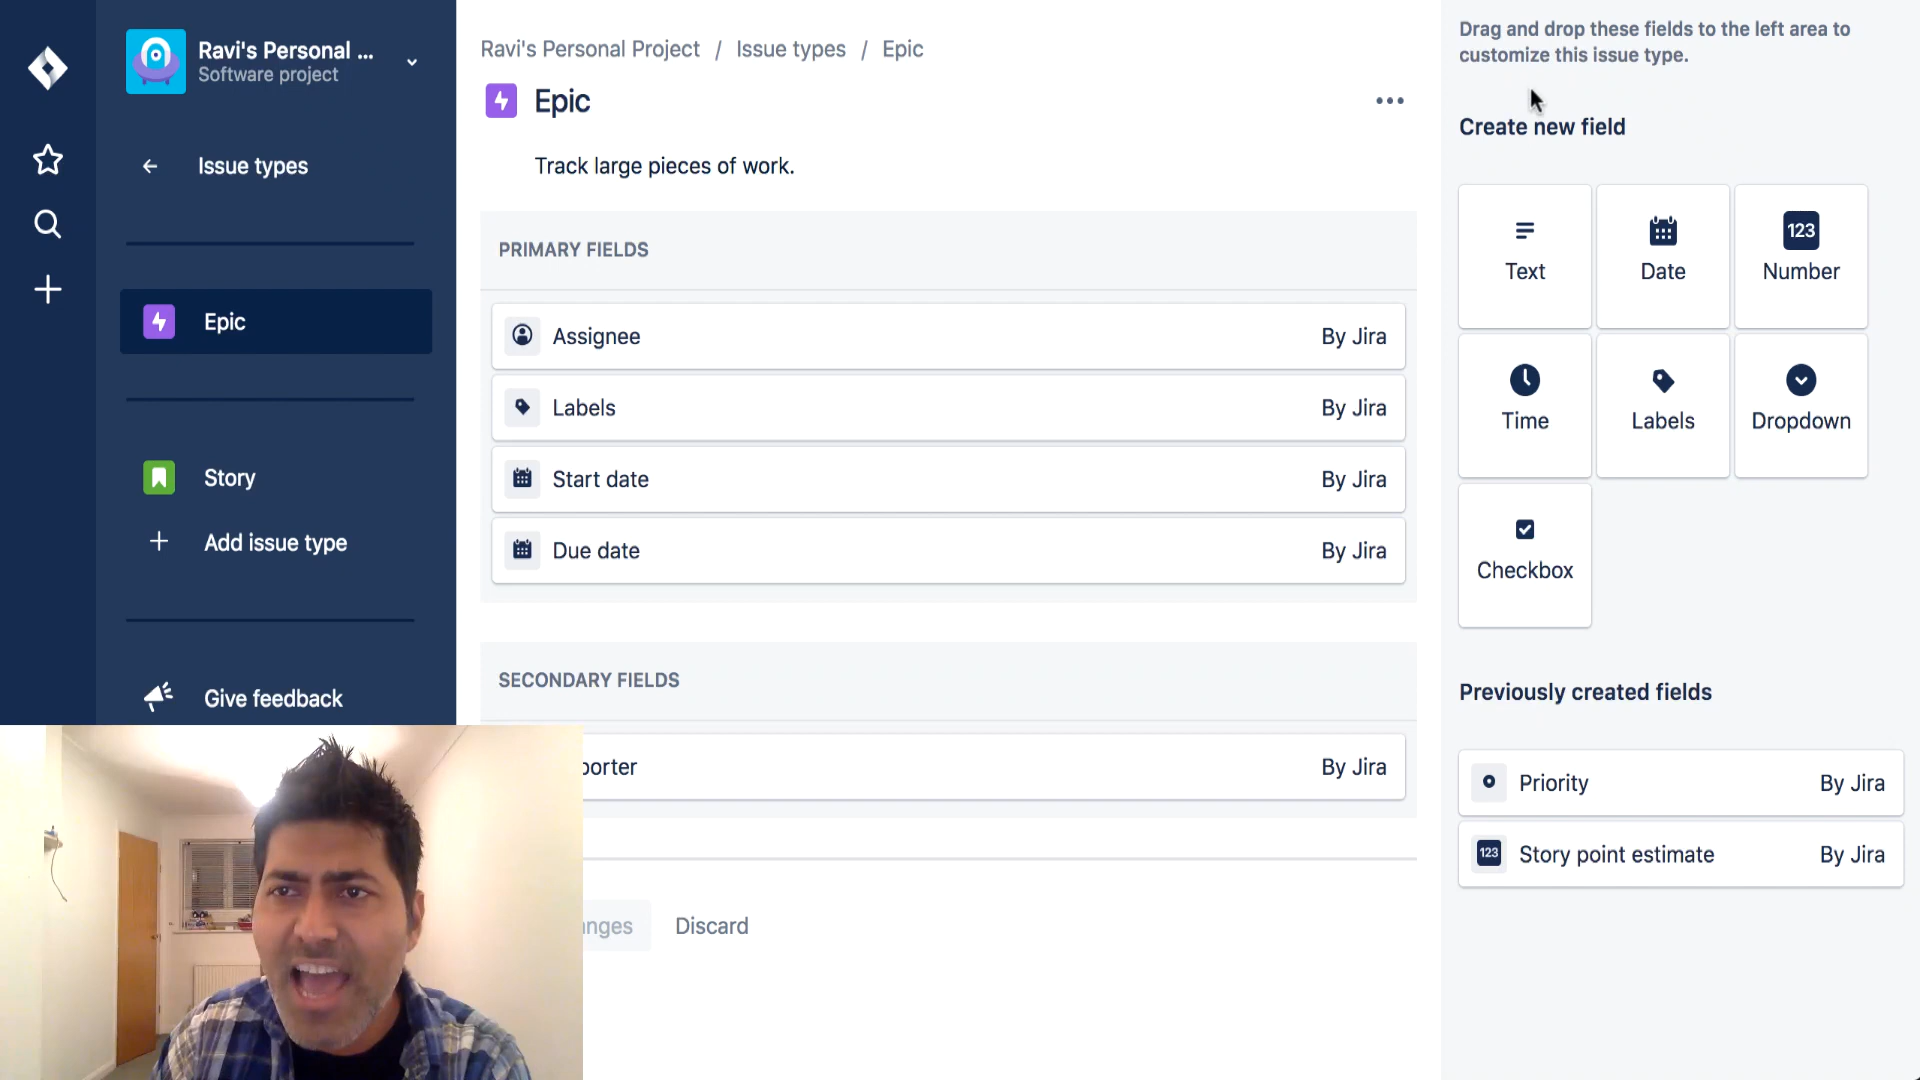 Ravi's Personal ...
Software project
Issue types
Epic
Story
Add issue type
Give feedback
Ravi's Personal Project / Issue types / Epic
Epic
Track large pieces of work.
PRIMARY FIELDS
Assignee By Jira
Labels By Jira
Start date By Jira
Due date By Jira
SECONDARY FIELDS
porter By Jira
anges Discard
Drag and drop these fields to the left area to
customize this issue type.
Create new field
Text
Date
123
Number
Time
Labels
Dropdown
Checkbox
Previously created fields
Priority By Jira
123 Story point estimate By Jira